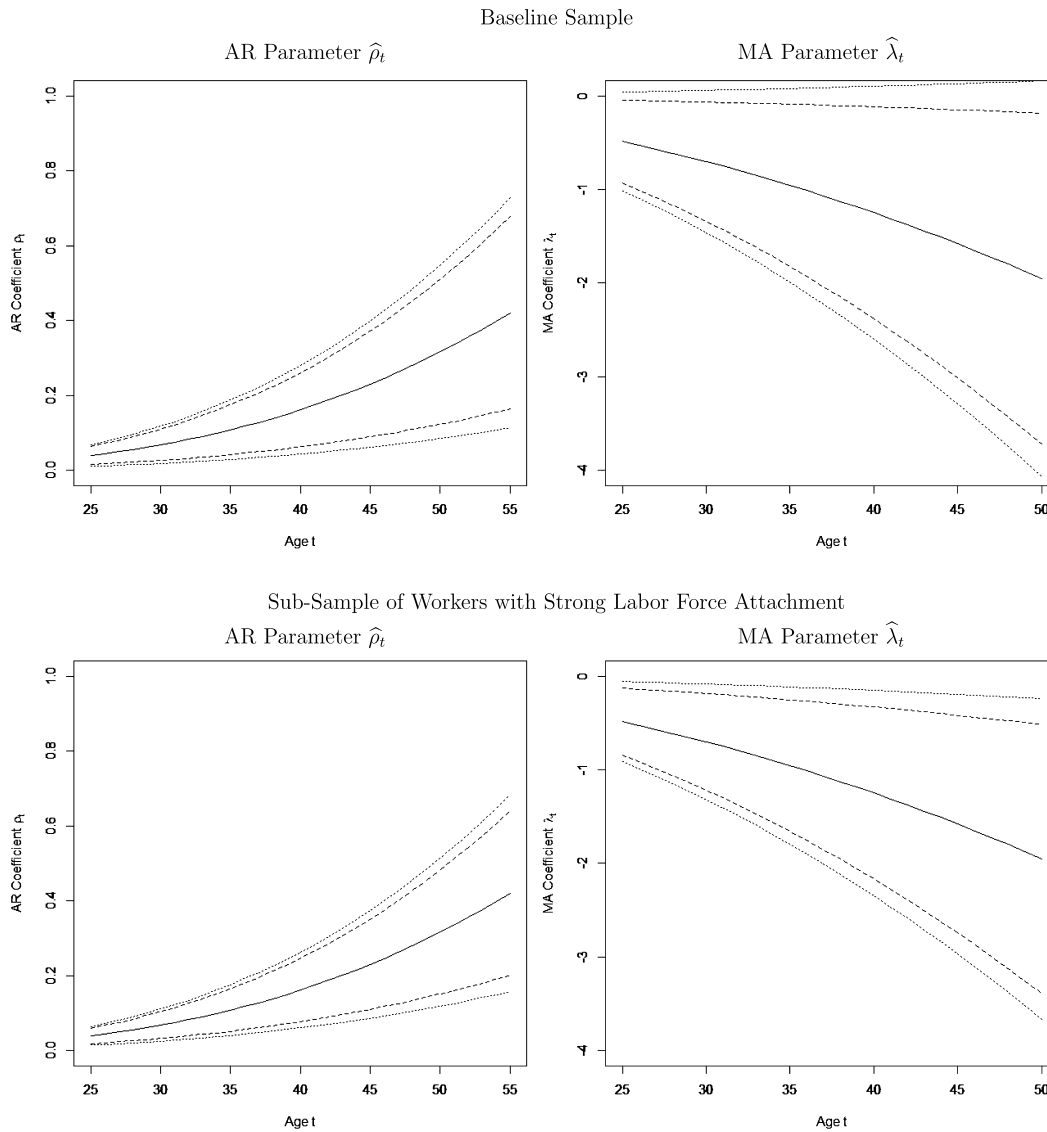 Baseline Sample
AR Parameter ρ̂ₜ
MA Parameter λ̂ₜ
AR Coefficient ρₜ
1.0
0.8
0.6
0.4
0.2
0.0
25 30 35 40 45 50 55
Age t
MA Coefficient λₜ
0
-1
-2
-3
-4
25 30 35 40 45 50
Age t
Sub-Sample of Workers with Strong Labor Force Attachment
AR Parameter ρ̂ₜ
MA Parameter λ̂ₜ
AR Coefficient ρₜ
1.0
0.8
0.6
0.4
0.2
0.0
25 30 35 40 45 50 55
Age t
MA Coefficient λₜ
0
-1
-2
-3
-4
25 30 35 40 45 50
Age t